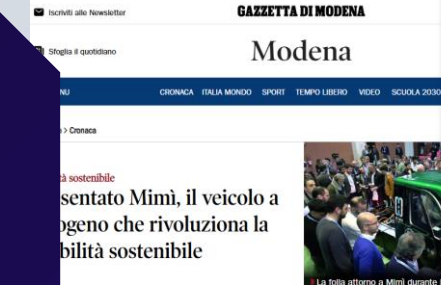 Iscriviti alle Newsletter
GAZZETTA DI MODENA
Sfoglia il quotidiano
Modena
NU
CRONACA ITALIA MONDO SPORT TEMPO LIBERO VIDEO SCUOLA 2030
> Cronaca
tà sostenibile
sentato Mimì, il veicolo a
ogeno che rivoluziona la
bilità sostenibile
La folla attorno a Mimì durante